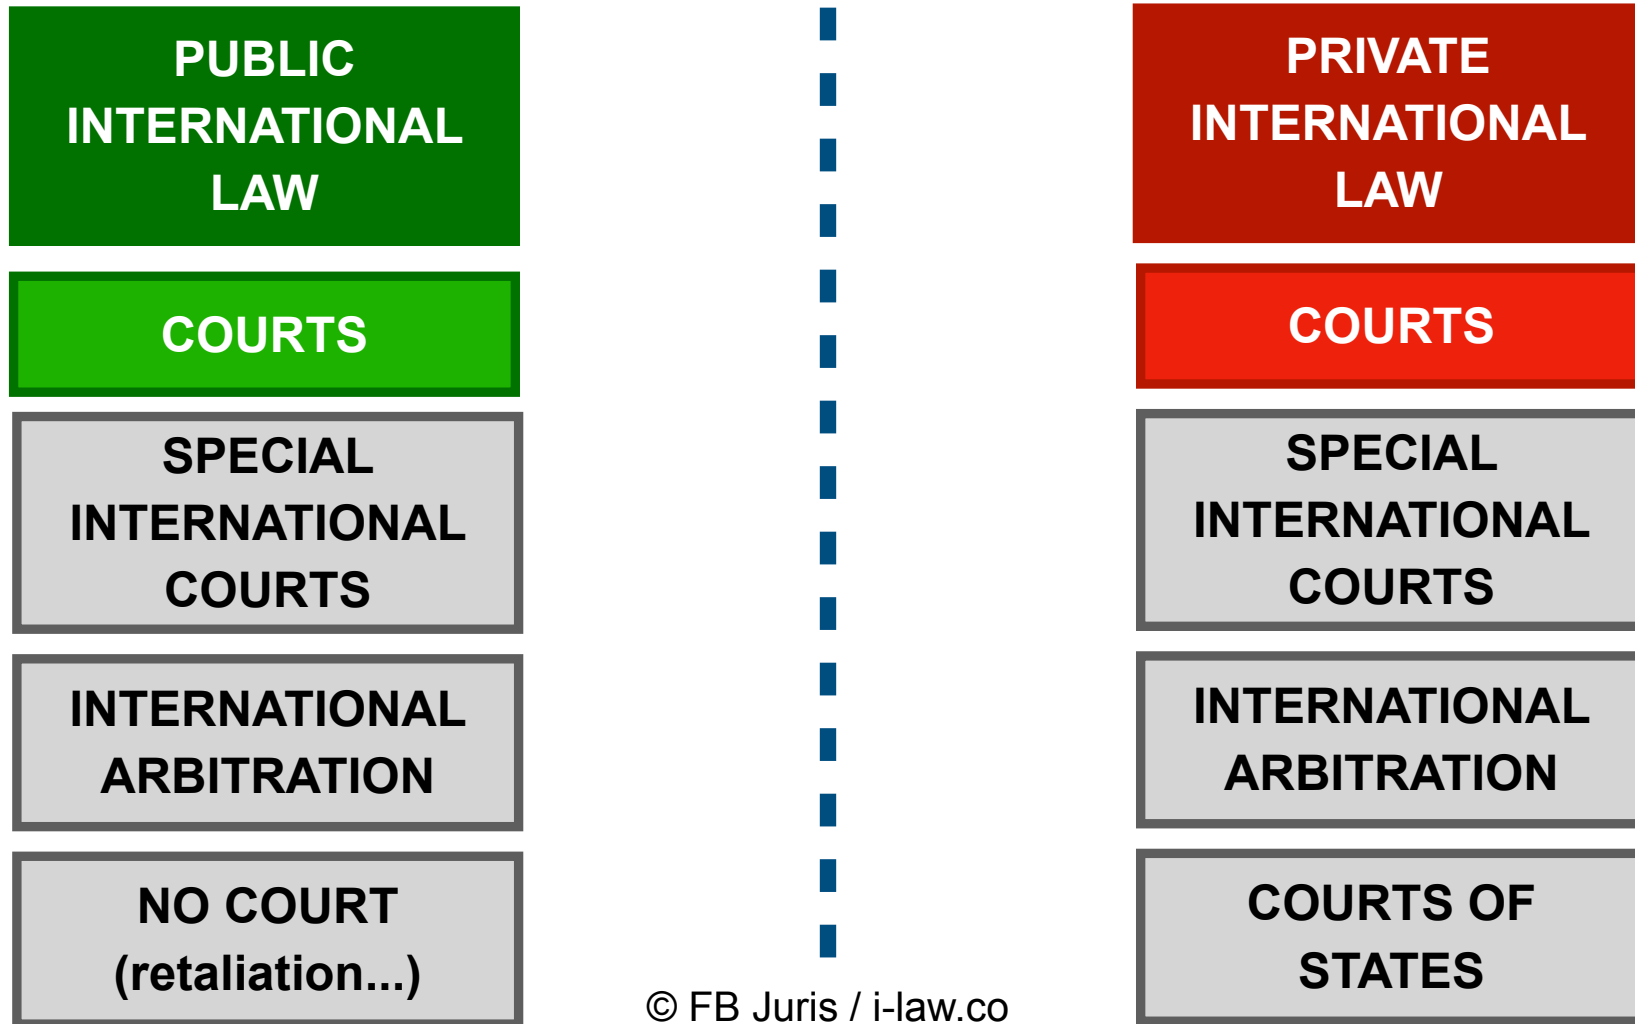 PUBLIC
INTERNATIONAL
LAW
COURTS
SPECIAL
INTERNATIONAL
COURTS
INTERNATIONAL
ARBITRATION
NO COURT
(retaliation...)
PRIVATE
INTERNATIONAL
LAW
COURTS
SPECIAL
INTERNATIONAL
COURTS
INTERNATIONAL
ARBITRATION
COURTS OF
STATES
© FB Juris / i-law.co